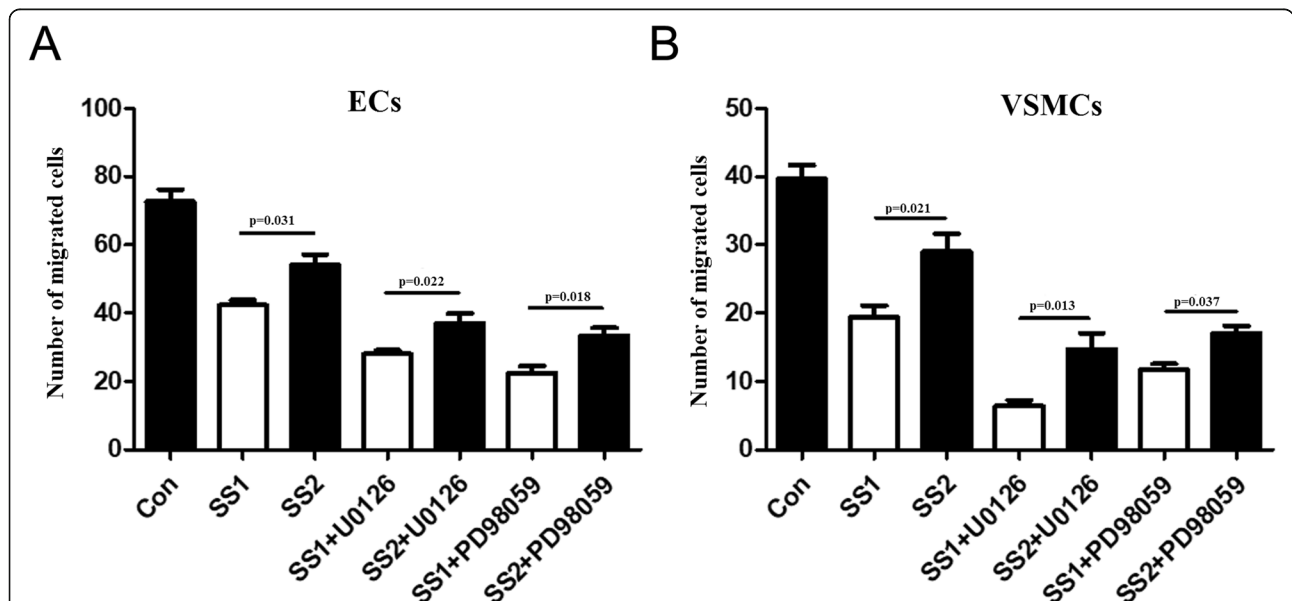 A
ECs
Number of migrated cells
100
80
60
40
20
0
p=0.031
p=0.022
p=0.018
Con
SS1
SS2
SS1+U0126
SS2+U0126
SS1+PD98059
SS2+PD98059
B
VSMCs
Number of migrated cells
50
40
30
20
10
0
p=0.021
p=0.013
p=0.037
Con
SS1
SS2
SS1+U0126
SS2+U0126
SS1+PD98059
SS2+PD98059